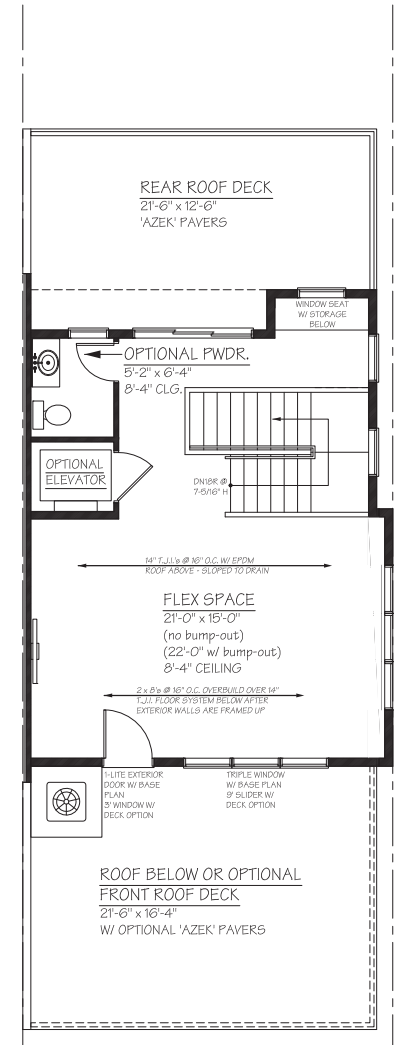 REAR ROOF DECK
21'-6" x 12'-6"
'AZEK' PAVERS
WINDOW SEAT
W/ STORAGE
BELOW
OPTIONAL PWDR.
5'-2" x 6'-4"
8'-4" CLG.
OPTIONAL
ELEVATOR
DN18R @
7-5/16" H
14" T.J.I.'s @ 16" O.C. W/ EPDM
ROOF ABOVE - SLOPED TO DRAIN
FLEX SPACE
21'-0" x 15'-0"
(no bump-out)
(22'-0" w/ bump-out)
8'-4" CEILING
2 x 8's @ 16" O.C. OVERBUILD OVER 14"
T.J.I. FLOOR SYSTEM BELOW AFTER
EXTERIOR WALLS ARE FRAMED UP
1-LITE EXTERIOR
DOOR W/ BASE
PLAN
3' WINDOW W/
DECK OPTION
TRIPLE WINDOW
W/ BASE PLAN
9' SLIDER W/
DECK OPTION
ROOF BELOW OR OPTIONAL
FRONT ROOF DECK
21'-6" x 16'-4"
W/ OPTIONAL 'AZEK' PAVERS